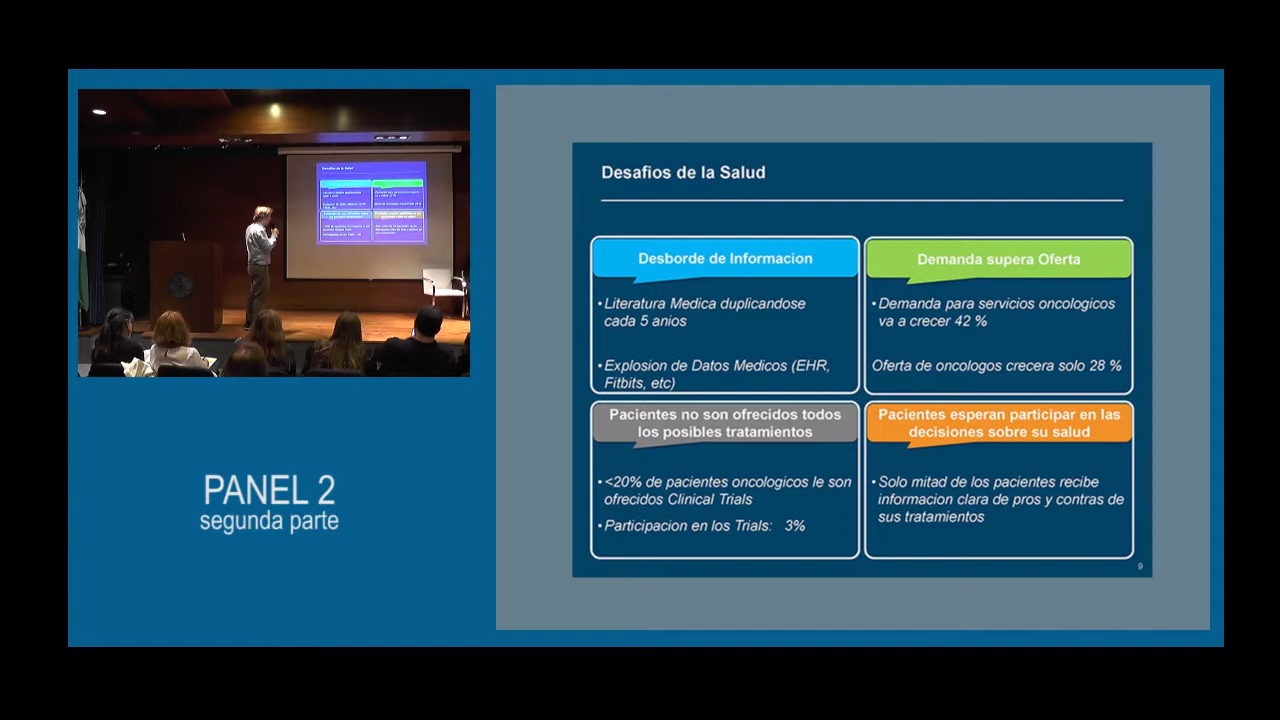 Desafios de la Salud
Desborde de Informacion
• Literatura Medica duplicandose
cada 5 anios
• Explosion de Datos Medicos (EHR,
Fitbits, etc)
Demanda supera Oferta
• Demanda para servicios oncologicos
va a crecer 42 %
Oferta de oncologos crecera solo 28 %
Pacientes no son ofrecidos todos
los posibles tratamientos
• <20% de pacientes oncologicos le son
ofrecidos Clinical Trials
• Participacion en los Trials: 3%
Pacientes esperan participar en las
decisiones sobre su salud
• Solo mitad de los pacientes recibe
informacion clara de pros y contras de
sus tratamientos
9
PANEL 2
segunda parte
Desafios de la Salud